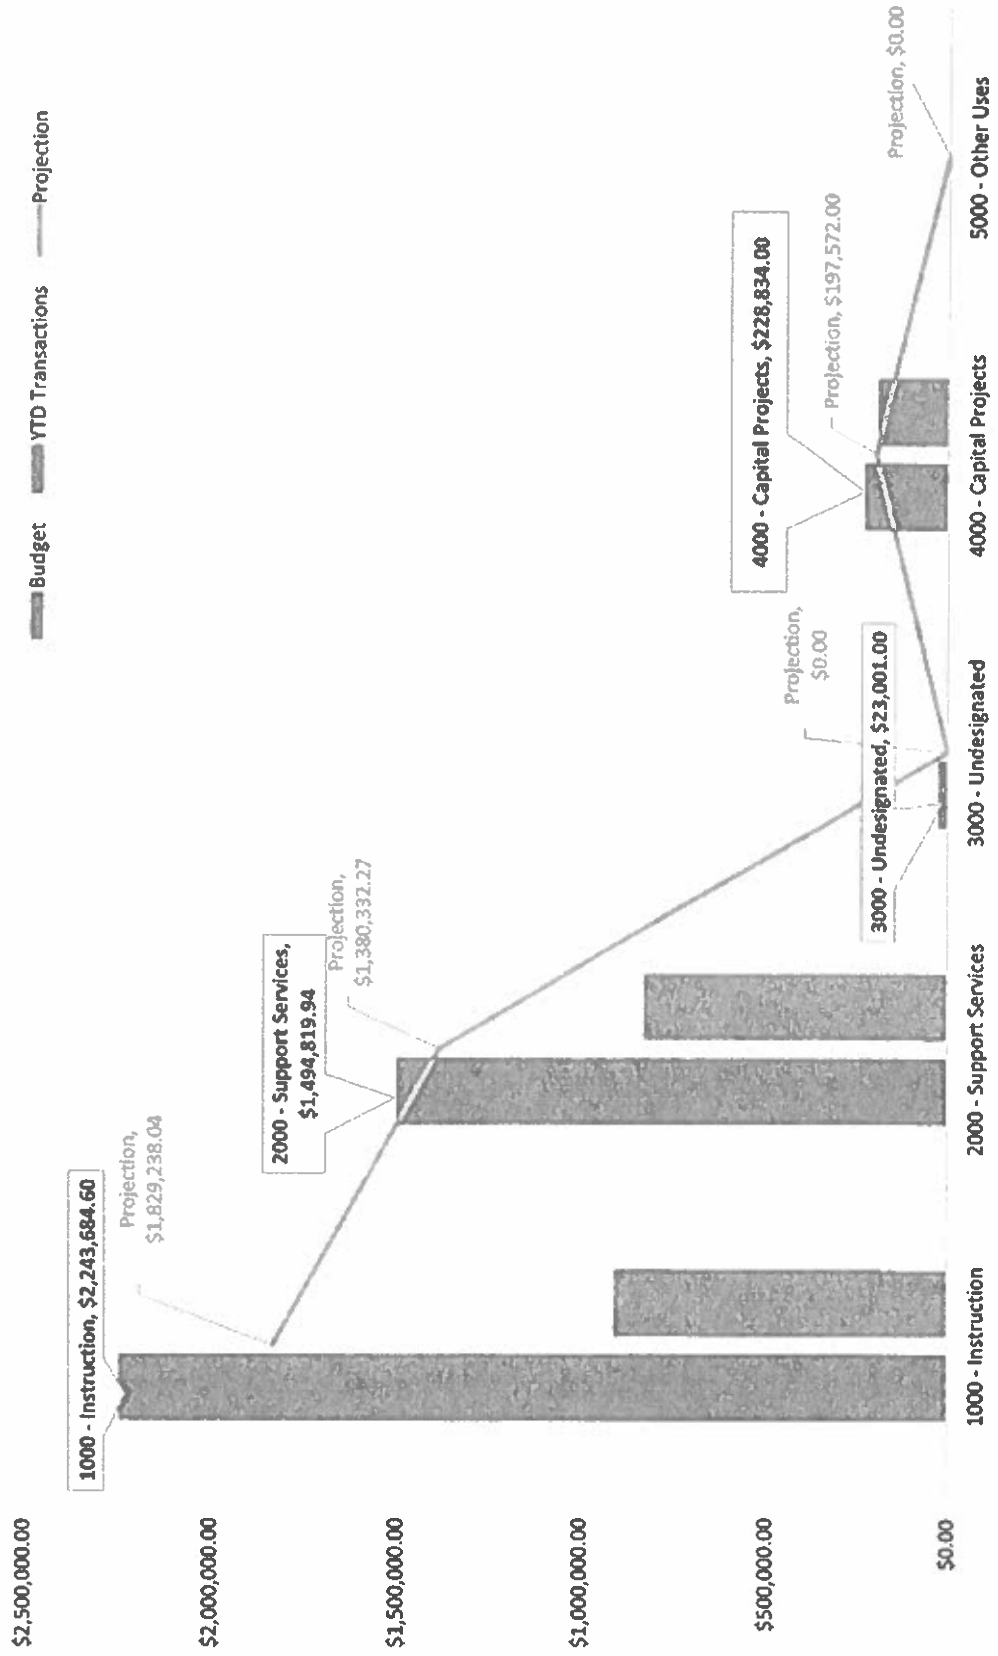 Budget YTD Transactions Projection
$2,500,000.00
$2,000,000.00
$1,500,000.00
$1,000,000.00
$500,000.00
$0.00
1000 - Instruction, $2,243,684.60
Projection,
$1,829,238.04
2000 - Support Services,
$1,494,819.94
Projection,
$1,380,332.27
3000 - Undesignated, $23,001.00
Projection,
$0.00
4000 - Capital Projects, $228,834.00
Projection, $197,572.00
Projection, $0.00
1000 - Instruction
2000 - Support Services
3000 - Undesignated
4000 - Capital Projects
5000 - Other Uses